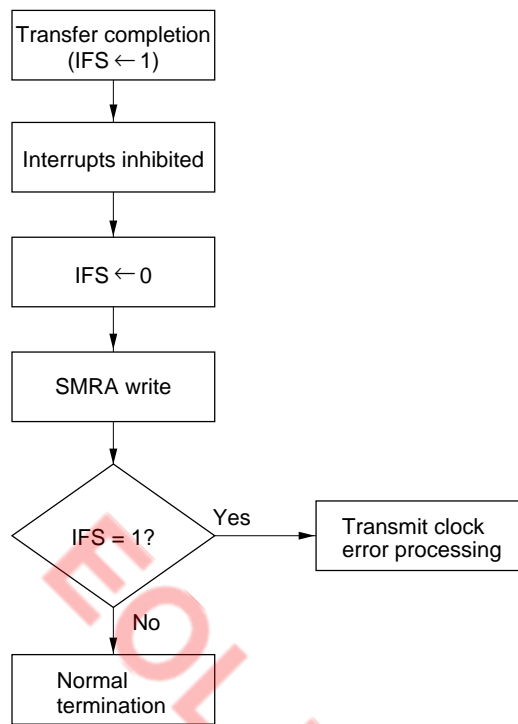 Transfer completion
(IFS ← 1)
Interrupts inhibited
IFS ← 0
SMRA write
IFS = 1?
Yes
Transmit clock
error processing
No
Normal
termination
EOL